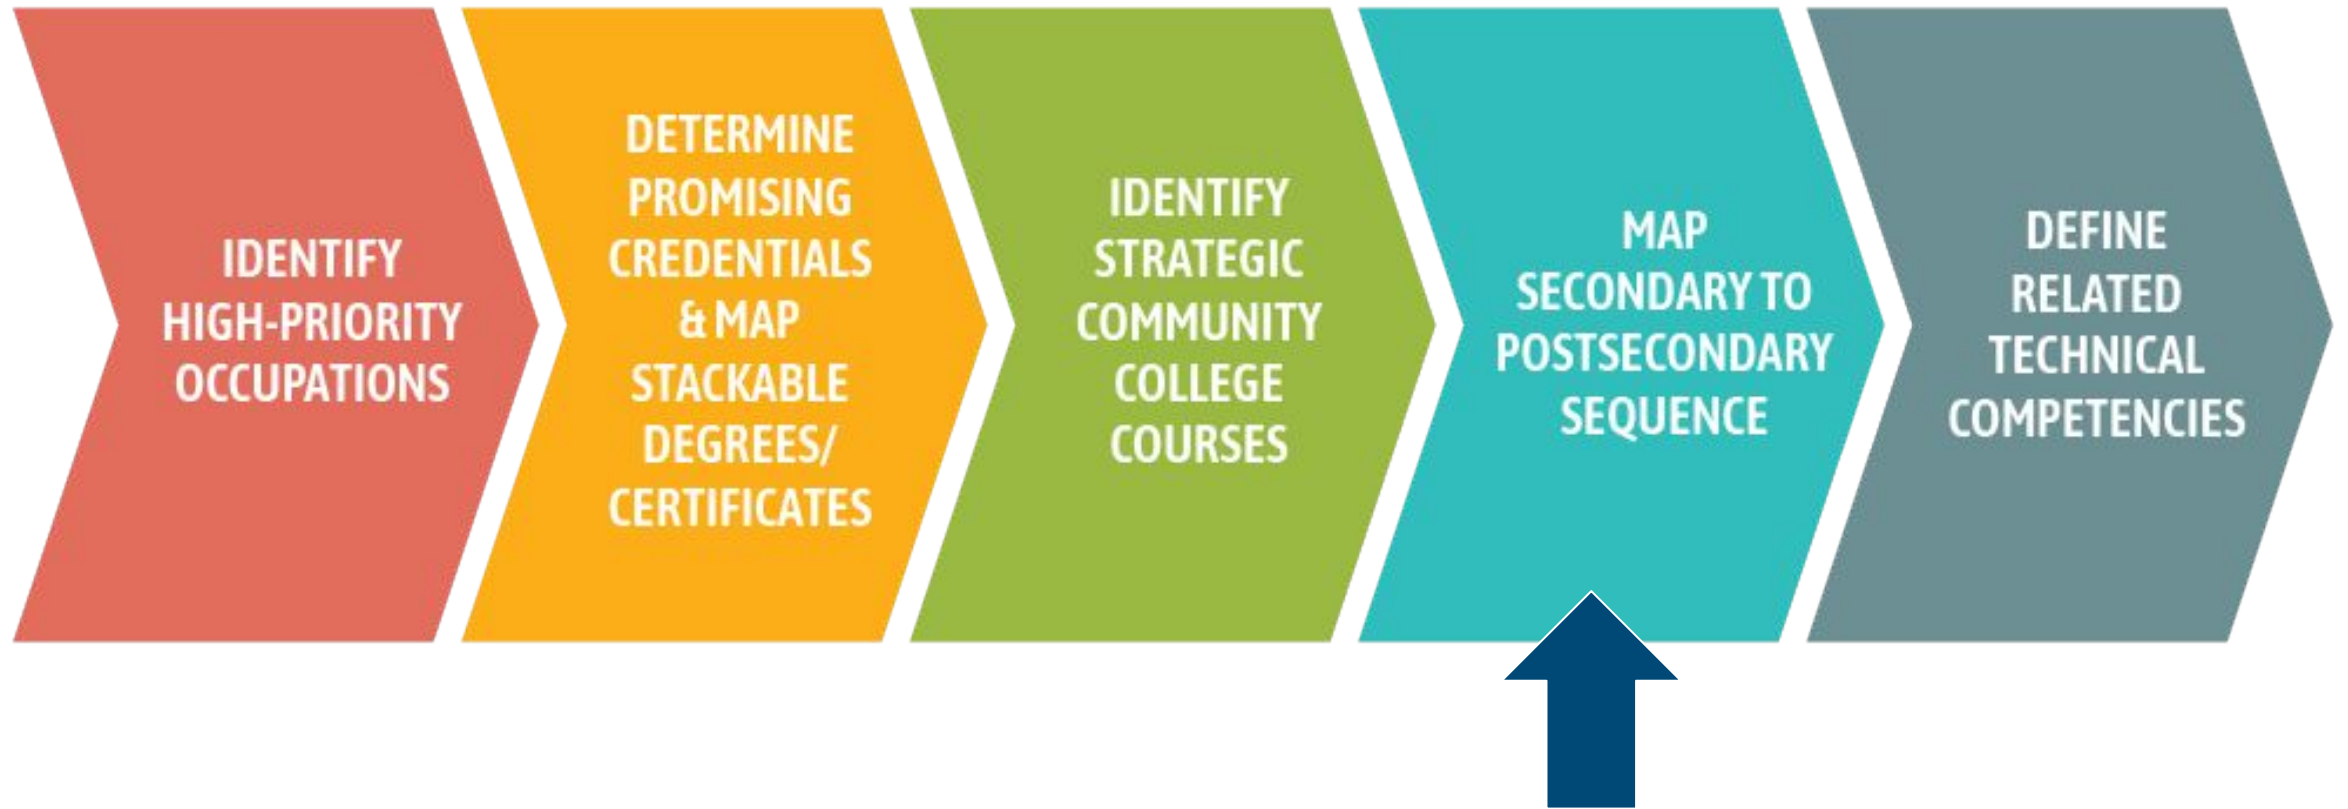 IDENTIFY
HIGH-PRIORITY
OCCUPATIONS
DETERMINE
PROMISING
CREDENTIALS
& MAP
STACKABLE
DEGREES/
CERTIFICATES
IDENTIFY
STRATEGIC
COMMUNITY
COLLEGE
COURSES
MAP
SECONDARY TO
POSTSECONDARY
SEQUENCE
DEFINE
RELATED
TECHNICAL
COMPETENCIES